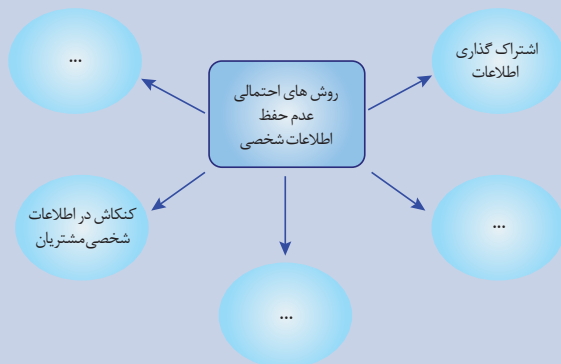 روش های احتمالی
عدم حفظ
اطلاعات شخصی
اشتراک گذاری
اطلاعات
...
...
...
کنکاش در اطلاعات
شخصی مشتریان